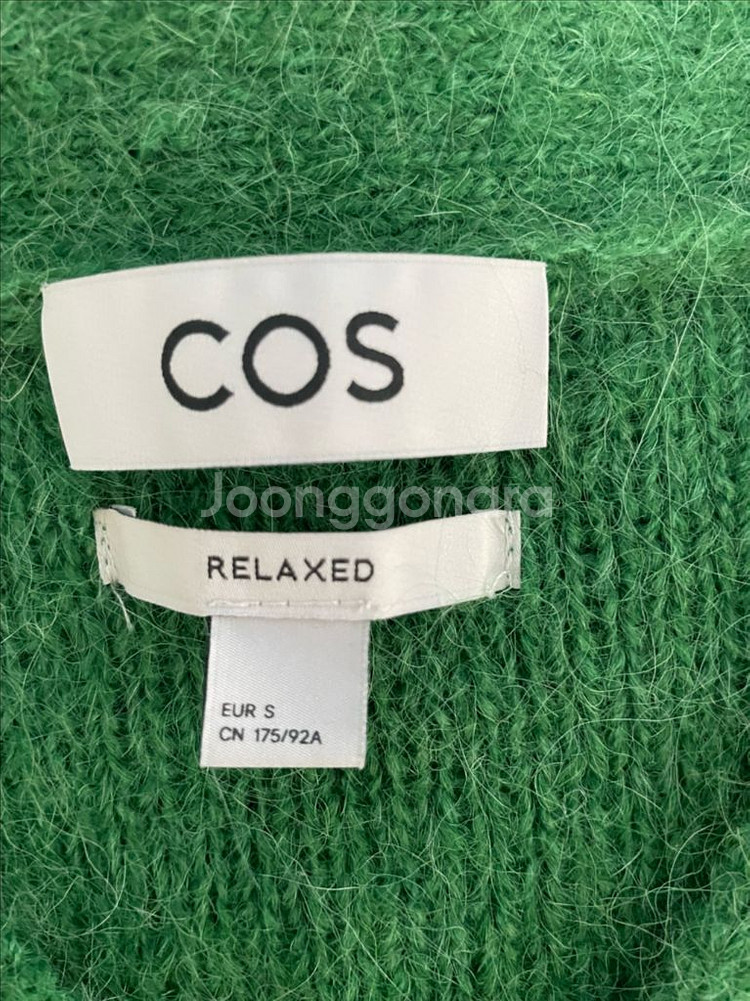 COS
Joonggonara
RELAXED
EUR S
CN 175/92A